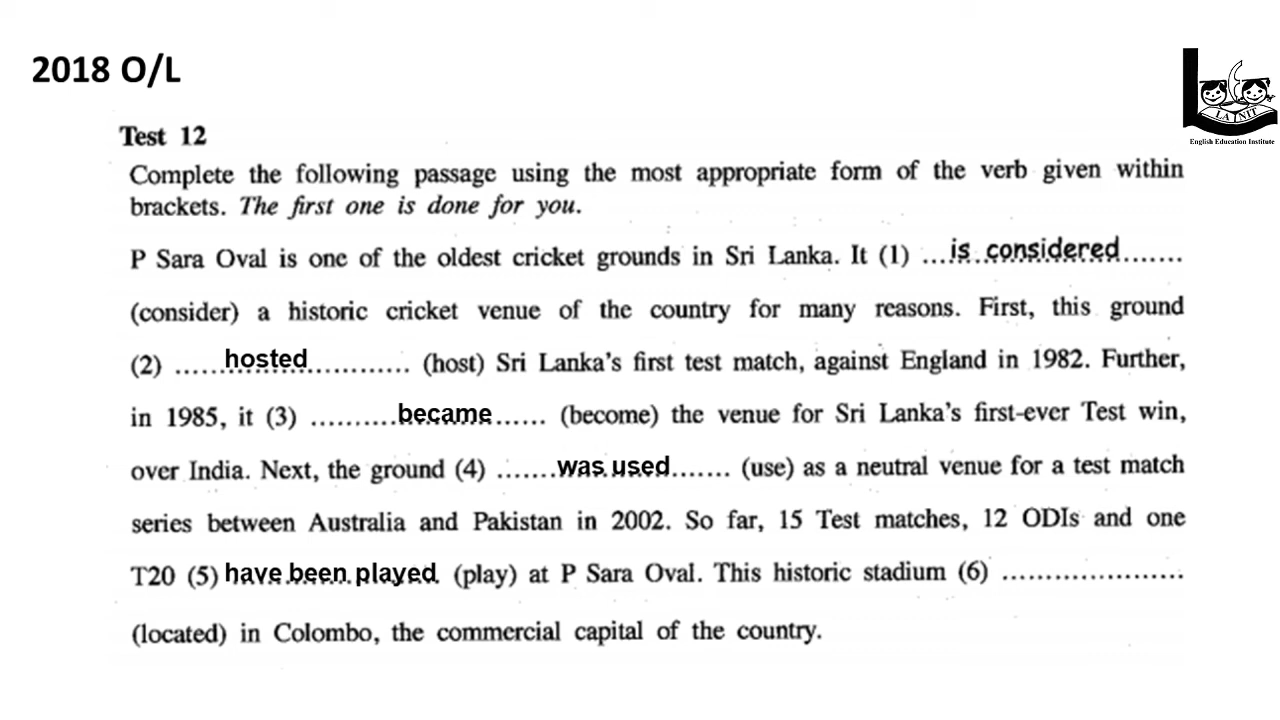 2018 O/L
LA NIT
English Education Institute
Test 12
Complete the following passage using the most appropriate form of the verb given within
brackets. The first one is done for you.
P Sara Oval is one of the oldest cricket grounds in Sri Lanka. It (1) ...is considered.......
(consider) a historic cricket venue of the country for many reasons. First, this ground
(2) ......hosted............ (host) Sri Lanka's first test match, against England in 1982. Further,
in 1985, it (3) ..........became...... (become) the venue for Sri Lanka's first-ever Test win,
over India. Next, the ground (4) .......was used....... (use) as a neutral venue for a test match
series between Australia and Pakistan in 2002. So far, 15 Test matches, 12 ODIs and one
T20 (5) have been played. (play) at P Sara Oval. This historic stadium (6) ......................
(located) in Colombo, the commercial capital of the country.